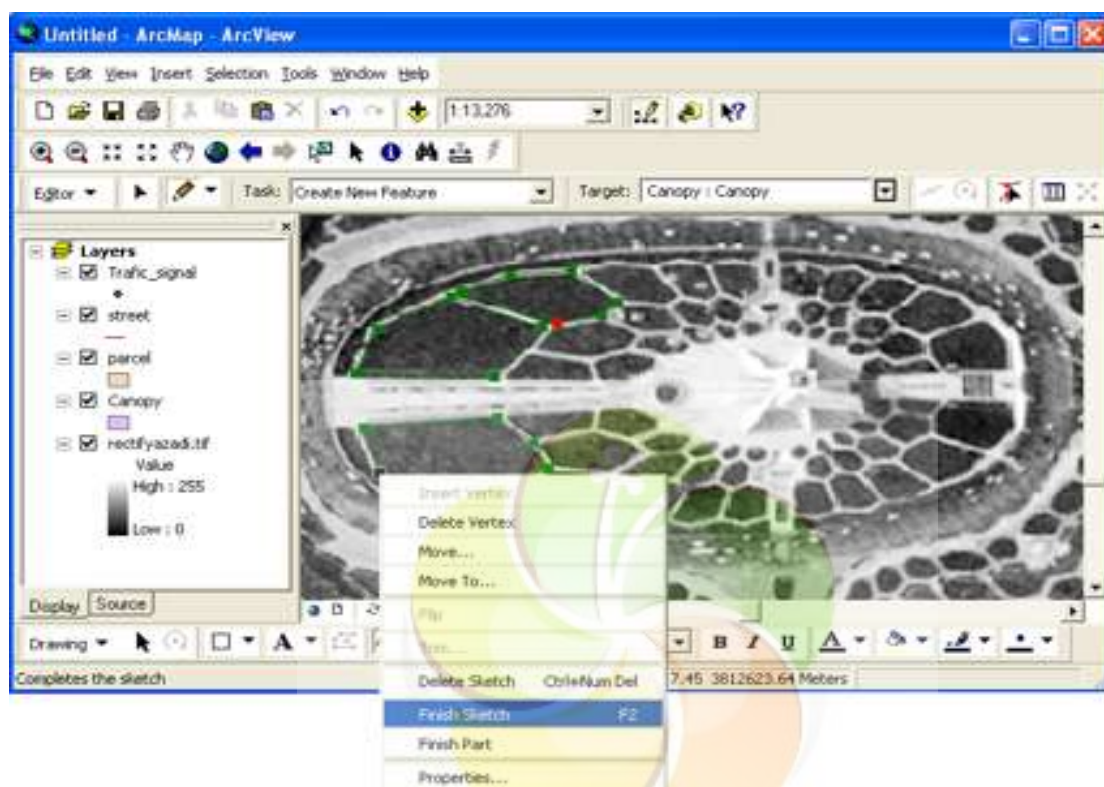 Untitled - ArcMap - ArcView
File Edit View Insert Selection Tools Window Help
1:13,276
Editor Task: Create New Feature Target: Canopy : Canopy
Layers
Trafic_signal
street
parcel
Canopy
rectifyazadi.tif
Value
High : 255
Low : 0
Display Source
Insert Vertex
Delete Vertex
Move...
Move To...
Flip
Trim...
Delete Sketch Ctrl+Num Del
Finish Sketch F2
Finish Part
Properties...
Drawing A B I U A
Completes the sketch 7.45 3812623.64 Meters